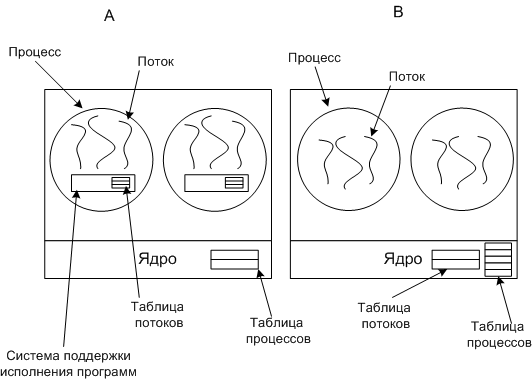 А
В
Процесс
Поток
Процесс
Поток
Ядро
Ядро
Таблица
потоков
Таблица
процессов
Таблица
потоков
Таблица
процессов
Система поддержки
исполнения программ